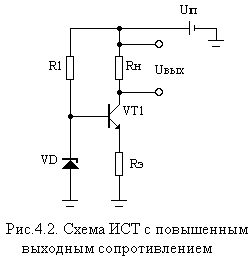 Uп
R1
Rн
Uвых
VT1
VD
Rэ
Рис.4.2. Схема ИСТ с повышенным
выходным сопротивлением